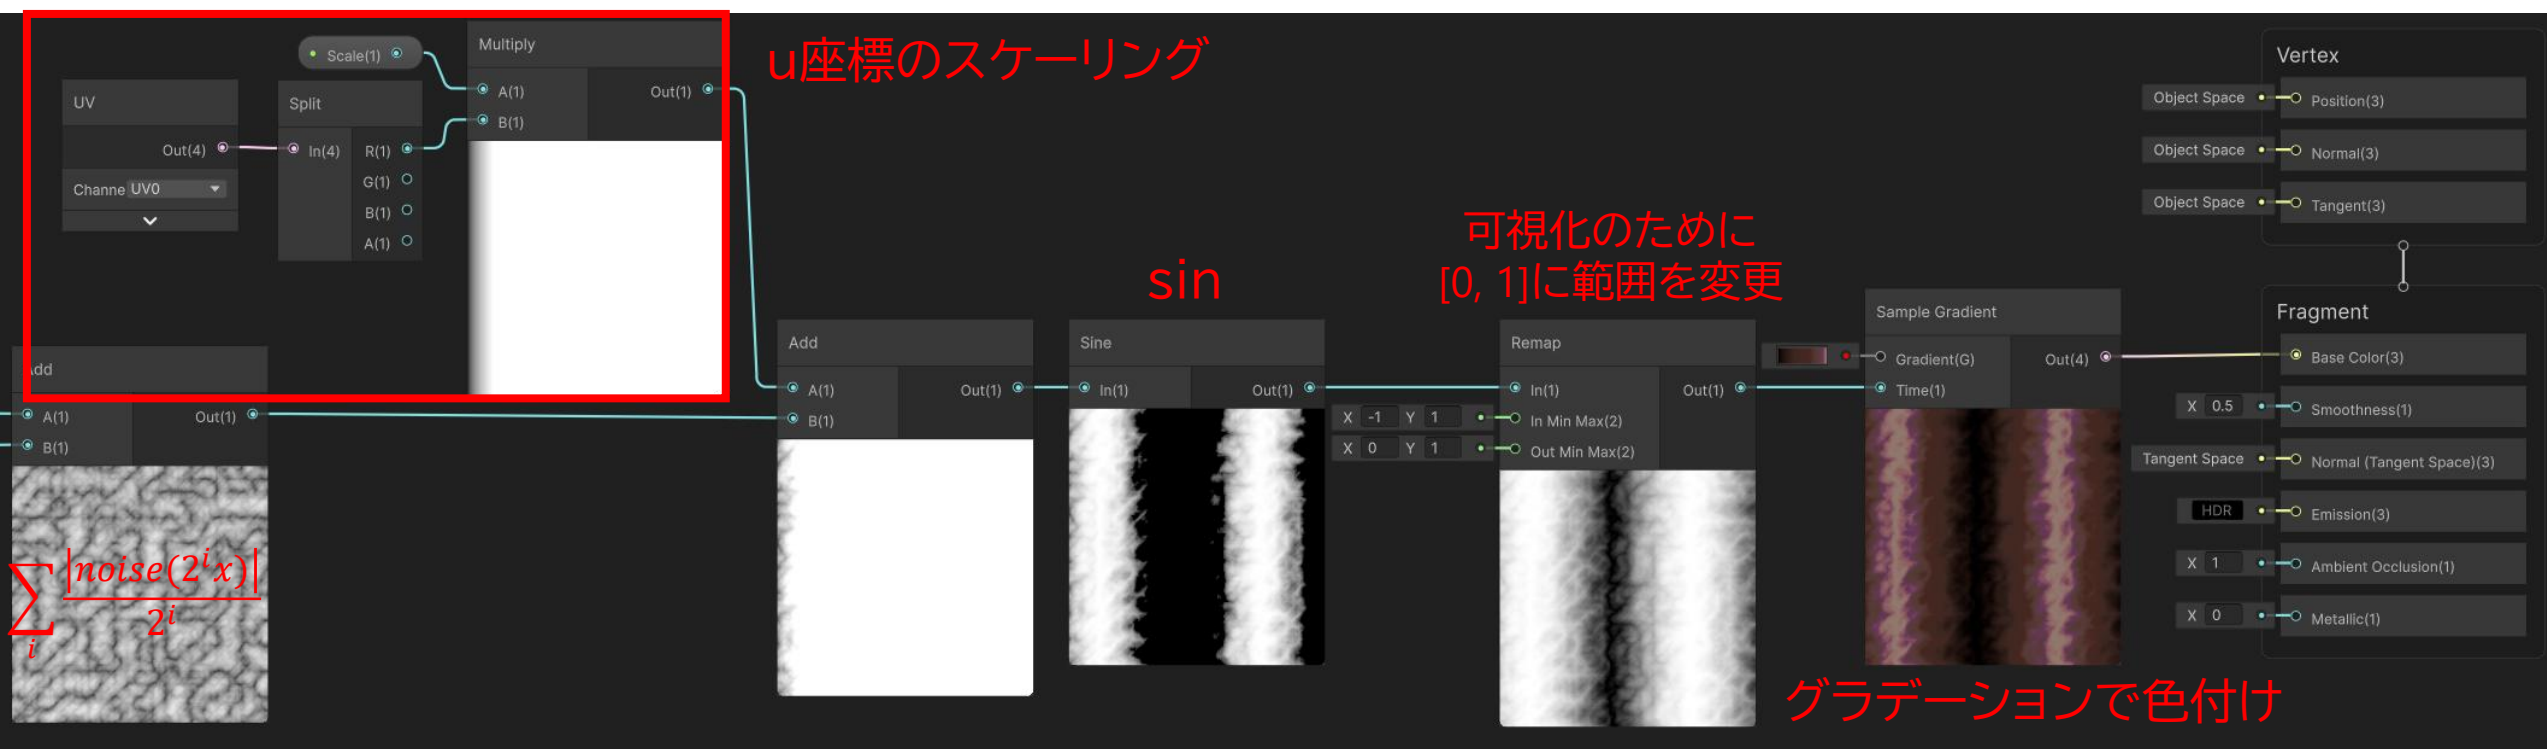 UV
Out(4)
Channe UV0
Scale(1)
Split
In(4)
R(1)
G(1)
B(1)
A(1)
Multiply
A(1)
B(1)
Out(1)
u座標のスケーリング
dd
A(1)
B(1)
Out(1)
∑_i |noise(2^i x)| / 2^i
Add
A(1)
B(1)
Out(1)
sin
Sine
In(1)
Out(1)
可視化のために
[0, 1]に範囲を変更
Remap
In(1)
Out(1)
X -1 Y 1
In Min Max(2)
X 0 Y 1
Out Min Max(2)
Sample Gradient
Gradient(G)
Out(4)
Time(1)
グラデーションで色付け
Vertex
Object Space
Position(3)
Object Space
Normal(3)
Object Space
Tangent(3)
Fragment
Base Color(3)
X 0.5
Smoothness(1)
Tangent Space
Normal (Tangent Space)(3)
HDR
Emission(3)
X 1
Ambient Occlusion(1)
X 0
Metallic(1)